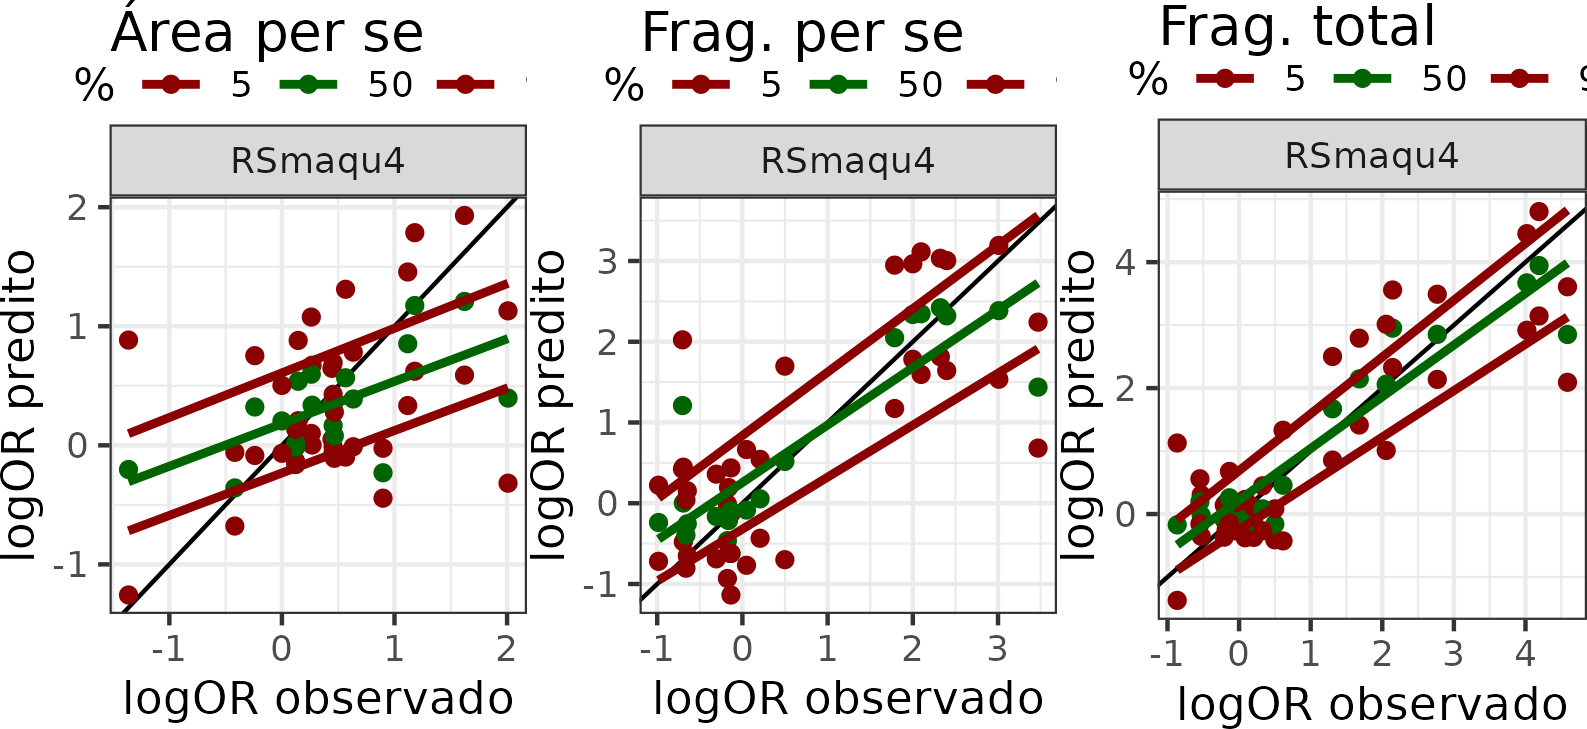 Área per se
% 5 50
RSmaqu4
2
1
0
-1
logOR predito
-1 0 1 2
logOR observado
Frag. per se
% 5 50
RSmaqu4
3
2
1
0
-1
logOR predito
-1 0 1 2 3
logOR observado
Frag. total
% 5 50
RSmaqu4
4
2
0
logOR predito
-1 0 1 2 3 4
logOR observado